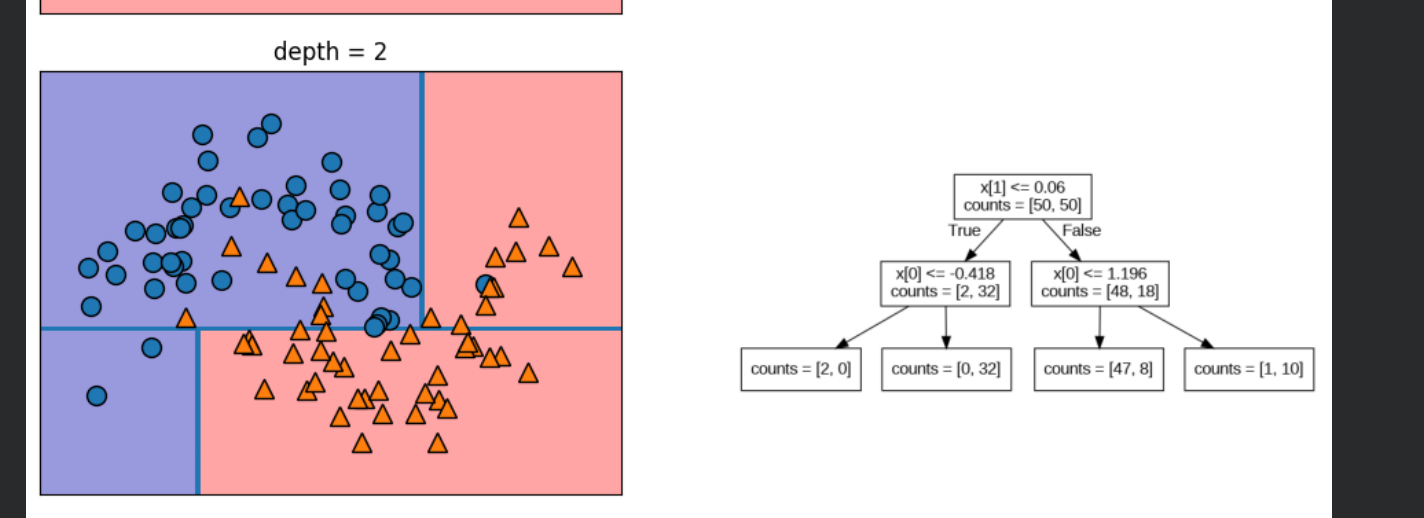 depth = 2
x[1] <= 0.06
counts = [50, 50]
True
False
x[0] <= -0.418
counts = [2, 32]
x[0] <= 1.196
counts = [48, 18]
counts = [2, 0]
counts = [0, 32]
counts = [47, 8]
counts = [1, 10]